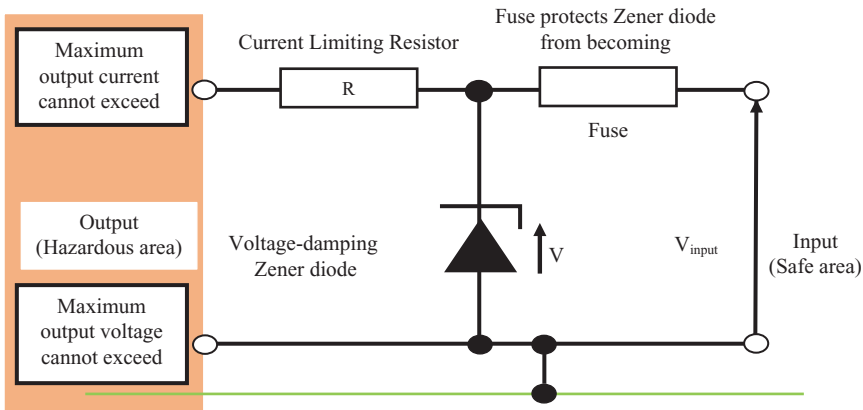 Maximum
output current
cannot exceed
Current Limiting Resistor
R
Fuse protects Zener diode
from becoming
Fuse
Output
(Hazardous area)
Voltage-damping
Zener diode
V
Vinput
Input
(Safe area)
Maximum
output voltage
cannot exceed